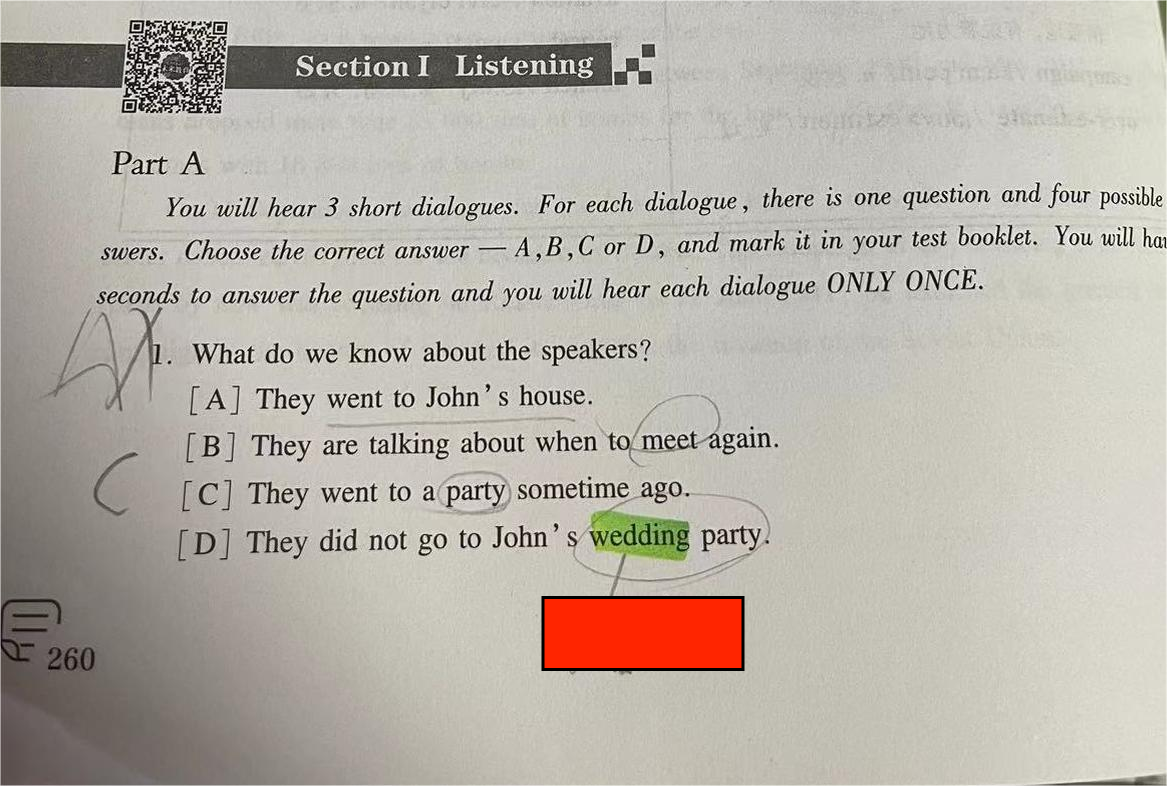 Section I Listening
Part A
You will hear 3 short dialogues. For each dialogue, there is one question and four possible
swers. Choose the correct answer — A, B, C or D, and mark it in your test booklet. You will
seconds to answer the question and you will hear each dialogue ONLY ONCE.
A
1. What do we know about the speakers?
[A] They went to John's house.
[B] They are talking about when to meet again.
C
[C] They went to a party sometime ago.
[D] They did not go to John's wedding party.
260